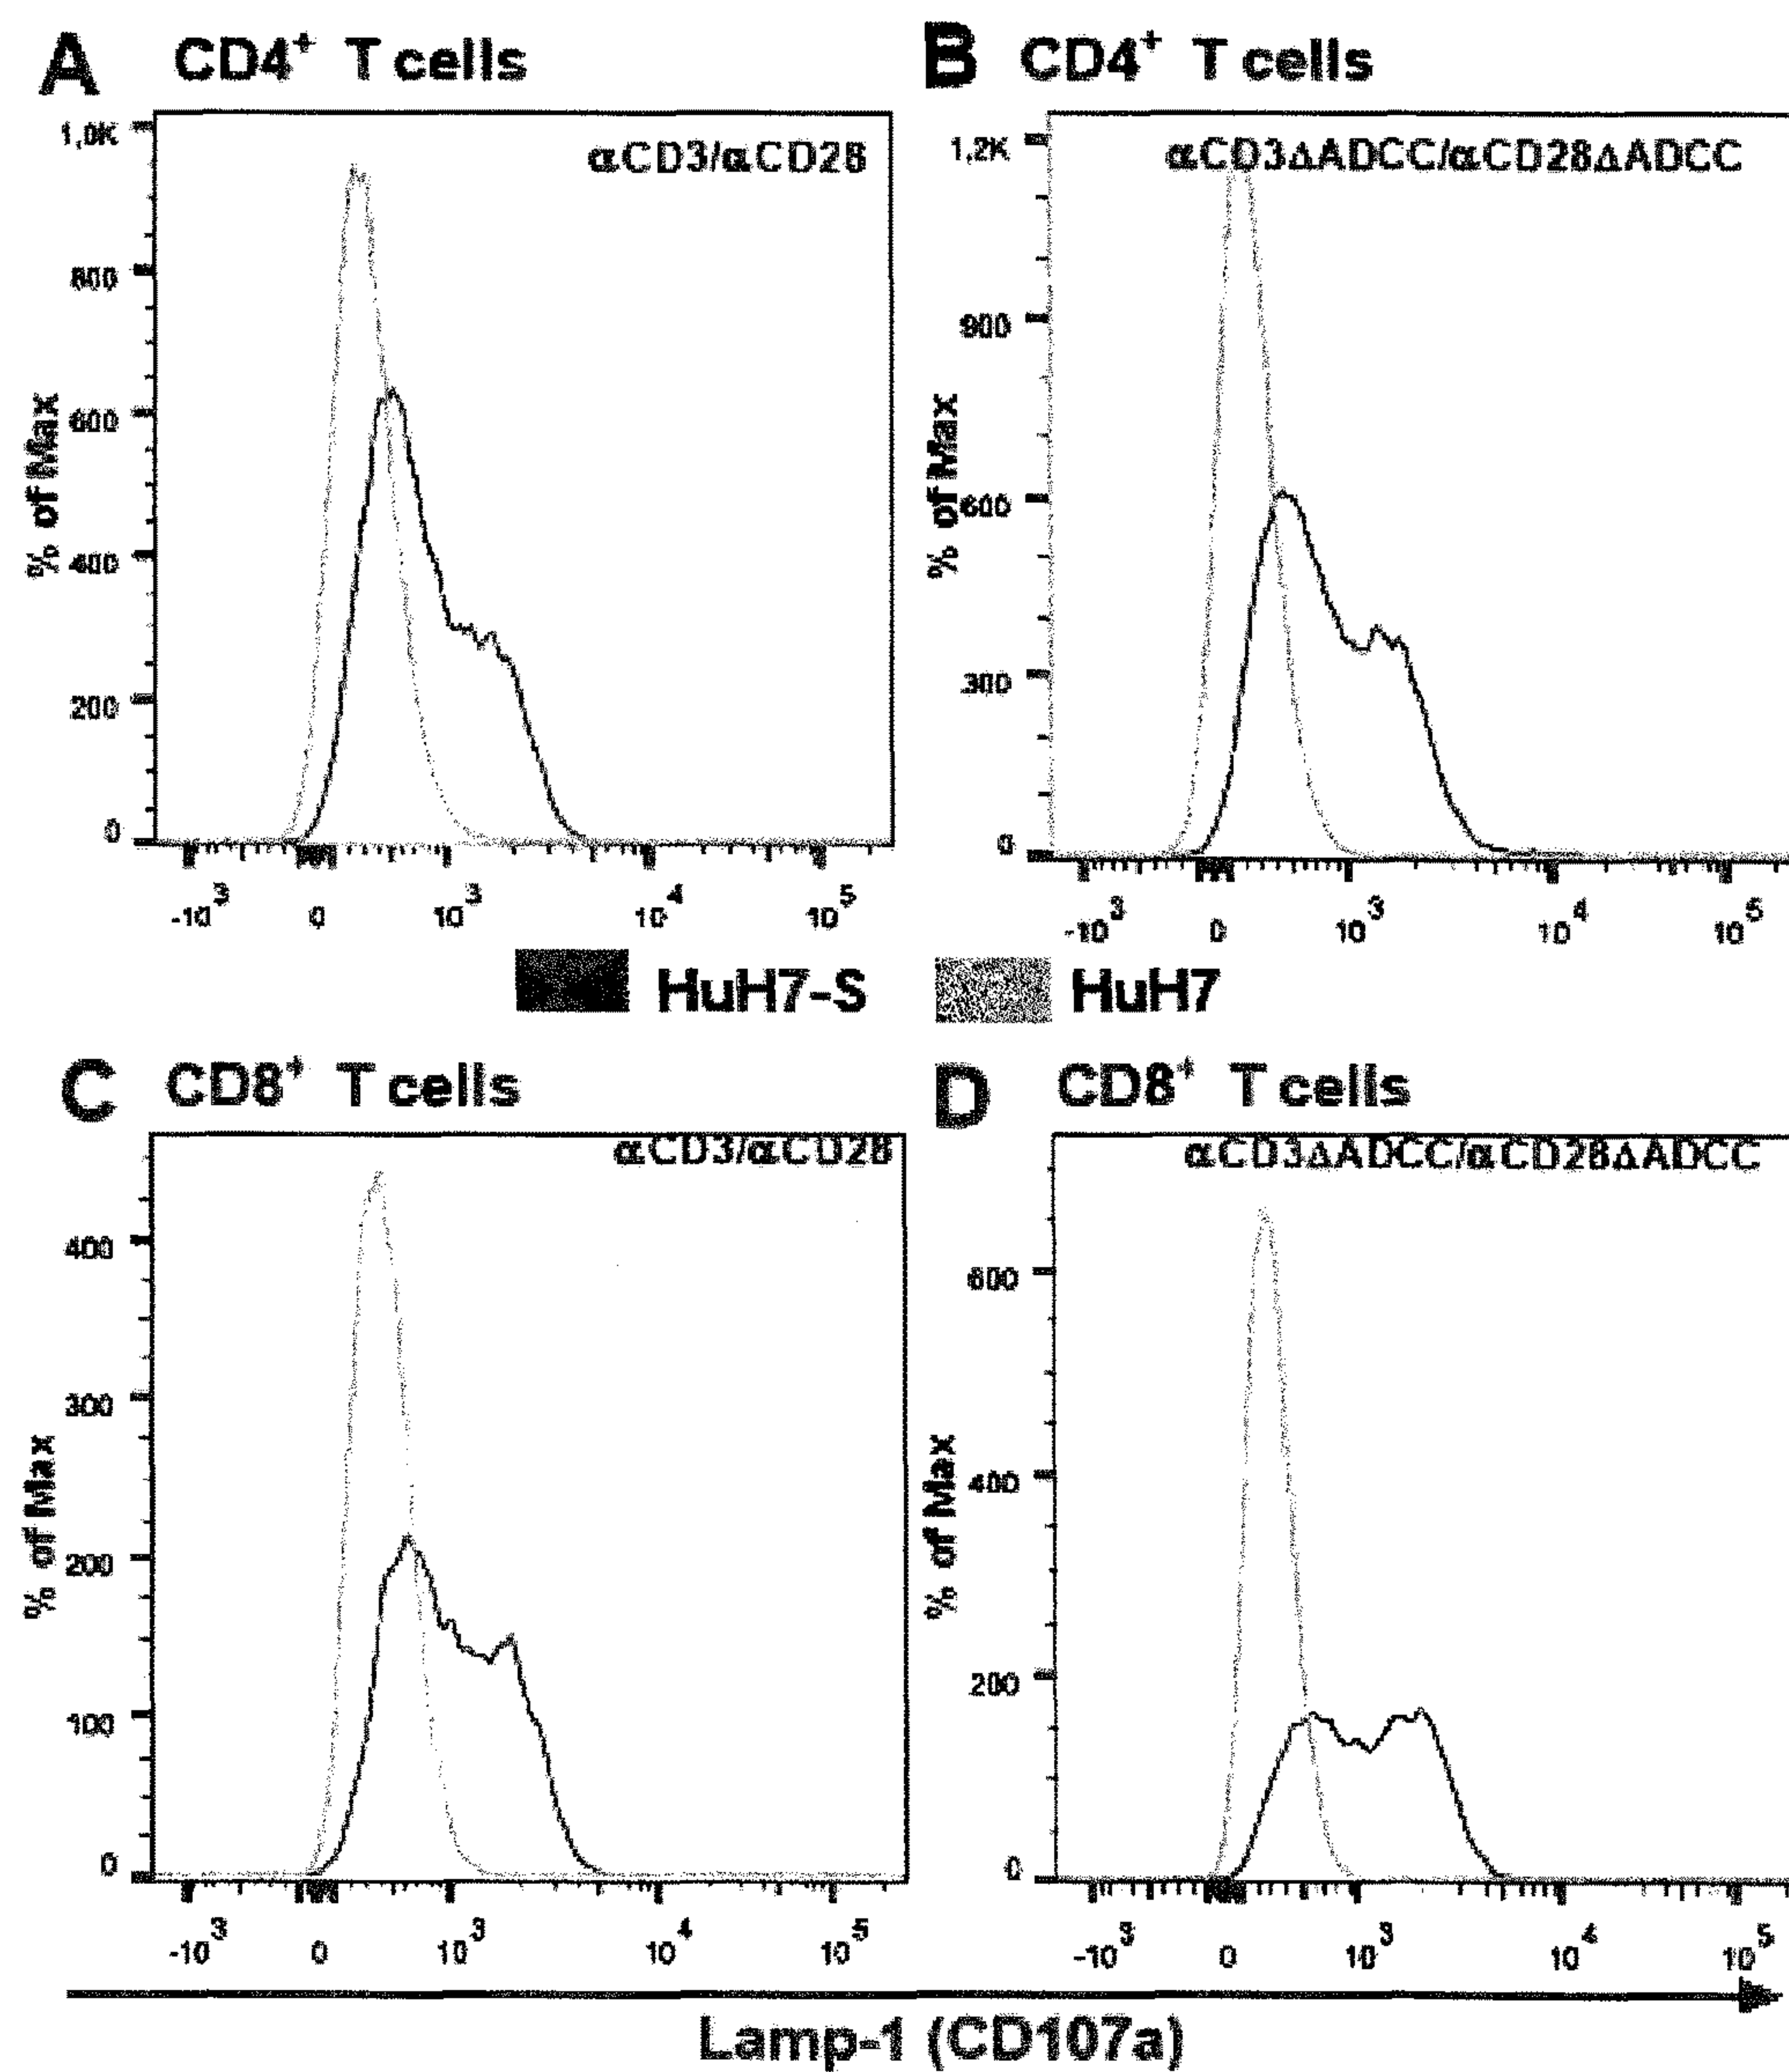 A CD4+ T cells
αCD3/αCD28
1,0K
800
600
400
200
0
% of Max
-10³ 0 10³ 10⁴ 10⁵
B CD4+ T cells
αCD3ΔADCC/αCD28ΔADCC
1,2K
900
600
300
0
% of Max
-10³ 0 10³ 10⁴ 10⁵
HuH7-S HuH7
C CD8+ T cells
αCD3/αCD28
400
300
200
100
0
% of Max
-10³ 0 10³ 10⁴ 10⁵
D CD8+ T cells
αCD3ΔADCC/αCD28ΔADCC
600
400
200
0
% of Max
-10³ 0 10³ 10⁴ 10⁵
Lamp-1 (CD107a)